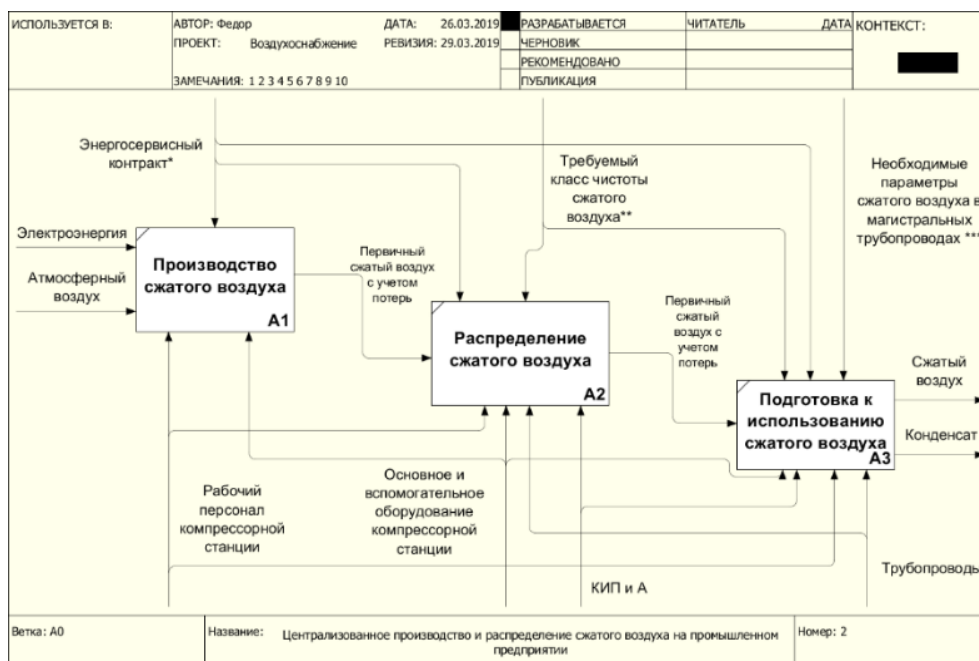 ИСПОЛЬЗУЕТСЯ В:
АВТОР: Федор
ДАТА: 26.03.2019
РАЗРАБАТЫВАЕТСЯ
ЧИТАТЕЛЬ
ДАТА
КОНТЕКСТ:
ПРОЕКТ: Воздухоснабжение
РЕВИЗИЯ: 29.03.2019
ЧЕРНОВИК
РЕКОМЕНДОВАНО
ЗАМЕЧАНИЯ: 1 2 3 4 5 6 7 8 9 10
ПУБЛИКАЦИЯ
Энергосервисный
контракт*
Требуемый
класс чистоты
сжатого
воздуха**
Необходимые
параметры
сжатого воздуха в
магистральных
трубопроводах ***
Электроэнергия
Атмосферный
воздух
Производство
сжатого воздуха
A1
Первичный
сжатый воздух
с учетом
потерь
Распределение
сжатого воздуха
A2
Первичный
сжатый
воздух с
учетом
потерь
Подготовка к
использованию
сжатого воздуха
A3
Сжатый
воздух
Конденсат
Рабочий
персонал
компрессорной
станции
Основное и
вспомогательное
оборудование
компрессорной
станции
КИП и А
Трубопроводы
Ветка: A0
Название: Централизованное производство и распределение сжатого воздуха на промышленном
предприятии
Номер: 2